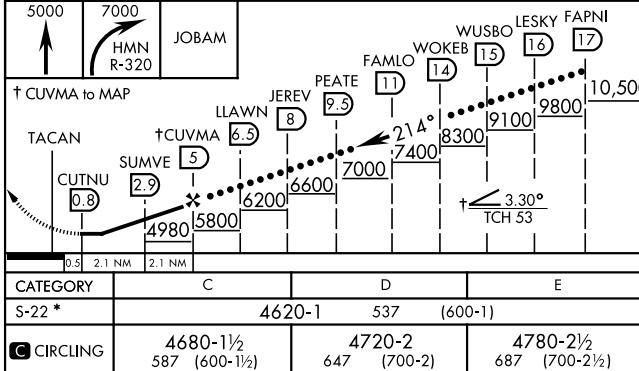 5000
7000
HMN
R-320
JOBAM
† CUVMA to MAP
FAPNI
17
LESKY
16
WUSBO
15
WOKEB
14
FAMLO
11
PEATE
9.5
JEREV
8
LLAWN
6.5
†CUVMA
5
SUMVE
2.9
TACAN
CUTNU
0.8
214°
10,500
9800
9100
8300
7400
7000
6600
6200
5800
4980
† 3.30°
TCH 53
0.5 2.1 NM 2.1 NM
CATEGORY C D E
S-22 * 4620-1 537 (600-1)
C CIRCLING 4680-1½ 4720-2 4780-2½
587 (600-1½) 647 (700-2) 687 (700-2½)